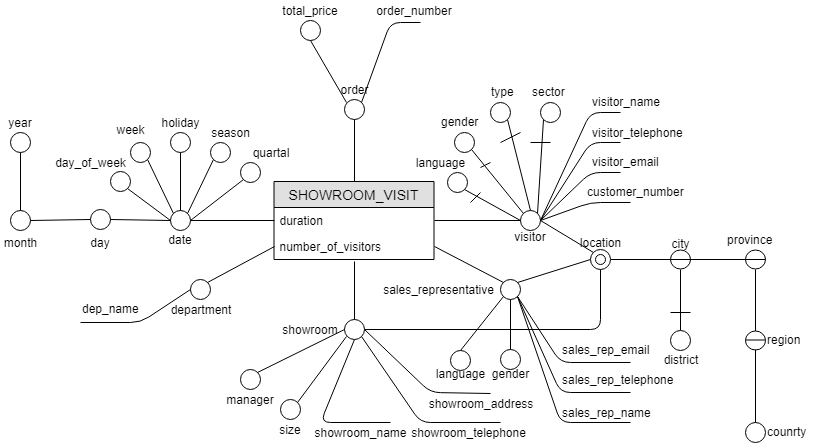 total_price
order_number
order
year
week
holiday
season
day_of_week
quartal
month
day
date
gender
type
sector
language
visitor_name
visitor_telephone
visitor_email
customer_number
visitor
SHOWROOM_VISIT
duration
number_of_visitors
location
city
province
district
region
counrty
dep_name
department
sales_representative
language
gender
sales_rep_email
sales_rep_telephone
sales_rep_name
showroom
manager
size
showroom_name
showroom_telephone
showroom_address